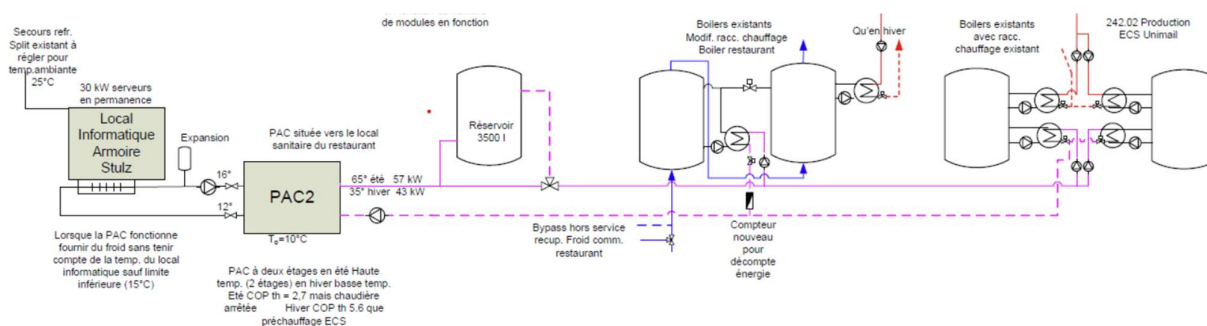 de modules en fonction
Secours refr.
Split existant à
régler pour
temp.ambiante
25°C
30 kW serveurs
en permanence
Local
Informatique
Armoire
Stulz
Expansion
16°
12°
PAC située vers le local
sanitaire du restaurant
PAC2
65° été 57 kW
35° hiver 43 kW
Réservoir
3500 l
Boilers existants
Modif. racc. chauffage
Boiler restaurant
Qu'en hiver
Boilers existants
avec racc.
chauffage existant
242.02 Production
ECS Unimail
Lorsque la PAC fonctionne
fournir du froid sans tenir
compte de la temp. du local
informatique sauf limite
inférieure (15°C)
PAC à deux étages en été Haute
temp. (2 étages) en hiver basse temp.
Eté COP th = 2,7 mais chaudière
arrêtée Hiver COP th 5.6 que
préchauffage ECS
Bypass hors service
recup. Froid comm.
restaurant
Compteur
nouveau
pour
décompte
énergie